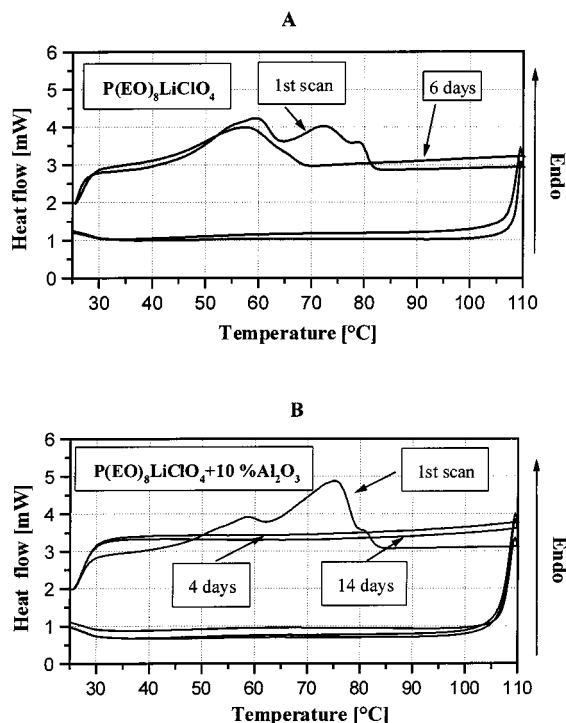 A
P(EO)₈LiClO₄
1st scan
6 days
Heat flow [mW]
6
5
4
3
2
1
0
30 40 50 60 70 80 90 100 110
Temperature [°C]
Endo
B
P(EO)₈LiClO₄+10 %Al₂O₃
1st scan
4 days
14 days
Heat flow [mW]
6
5
4
3
2
1
0
30 40 50 60 70 80 90 100 110
Temperature [°C]
Endo